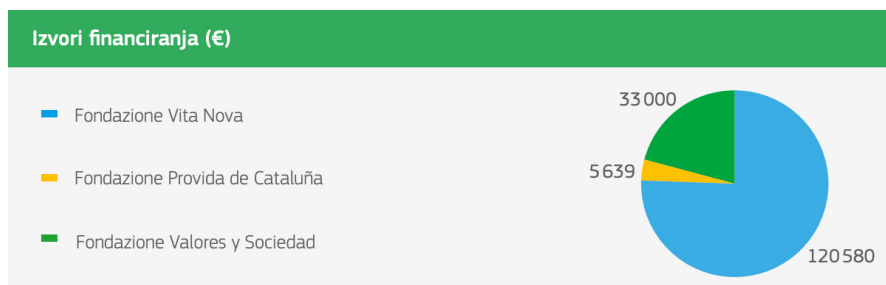 Izvori financiranja (€)
Fondazione Vita Nova
Fondazione Provida de Cataluña
Fondazione Valores y Sociedad
33 000
5 639
120 580